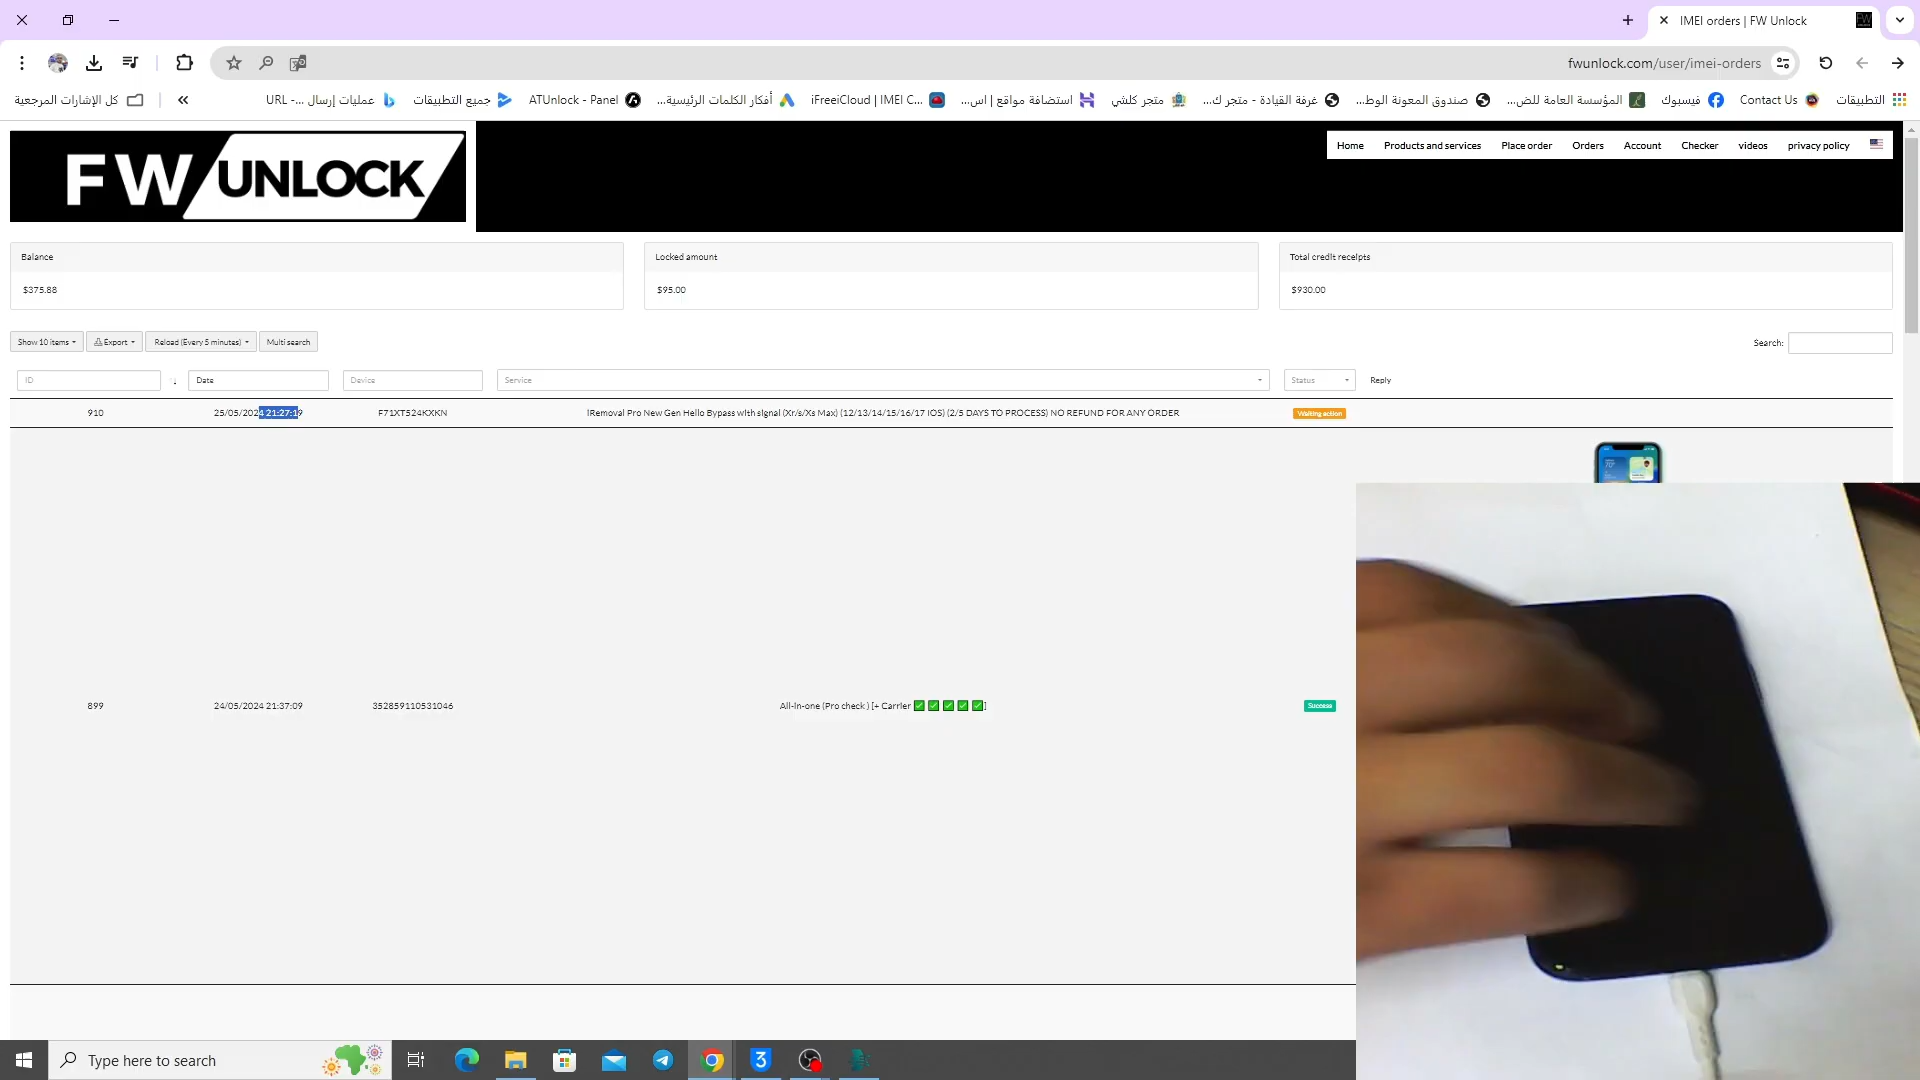 IMEI orders | FW Unlock
fwunlock.com/user/imei-orders
كل الإشارات المرجعية
عمليات إرسال ...- URL
جميع التطبيقات
ATUnlock - Panel
أفكار الكلمات الرئيسية...
iFreeiCloud | IMEI C...
استضافة مواقع | اس...
متجر كلشي
غرفة القيادة - متجر ك...
صندوق المعونة الوط...
المؤسسة العامة للض...
فيسبوك
Contact Us
التطبيقات
FW UNLOCK
Home Products and services Place order Orders Account Checker videos privacy policy
Balance
$375.88
Locked amount
$95.00
Total credit receipts
$930.00
Show 10 items Export Reload (Every 5 minutes) Multi search
Search:
ID Date Device Service Status Reply
910 25/05/2024 21:27:19 F71XT524KXKN iRemoval Pro New Gen Hello Bypass with signal (Xr/s/Xs Max) (12/13/14/15/16/17 IOS) (2/5 DAYS TO PROCESS) NO REFUND FOR ANY ORDER Waiting action
899 24/05/2024 21:37:09 352859110531046 All-in-one (Pro check ) [+ Carrier ✅ ✅ ✅ ✅ ✅] Success
Type here to search